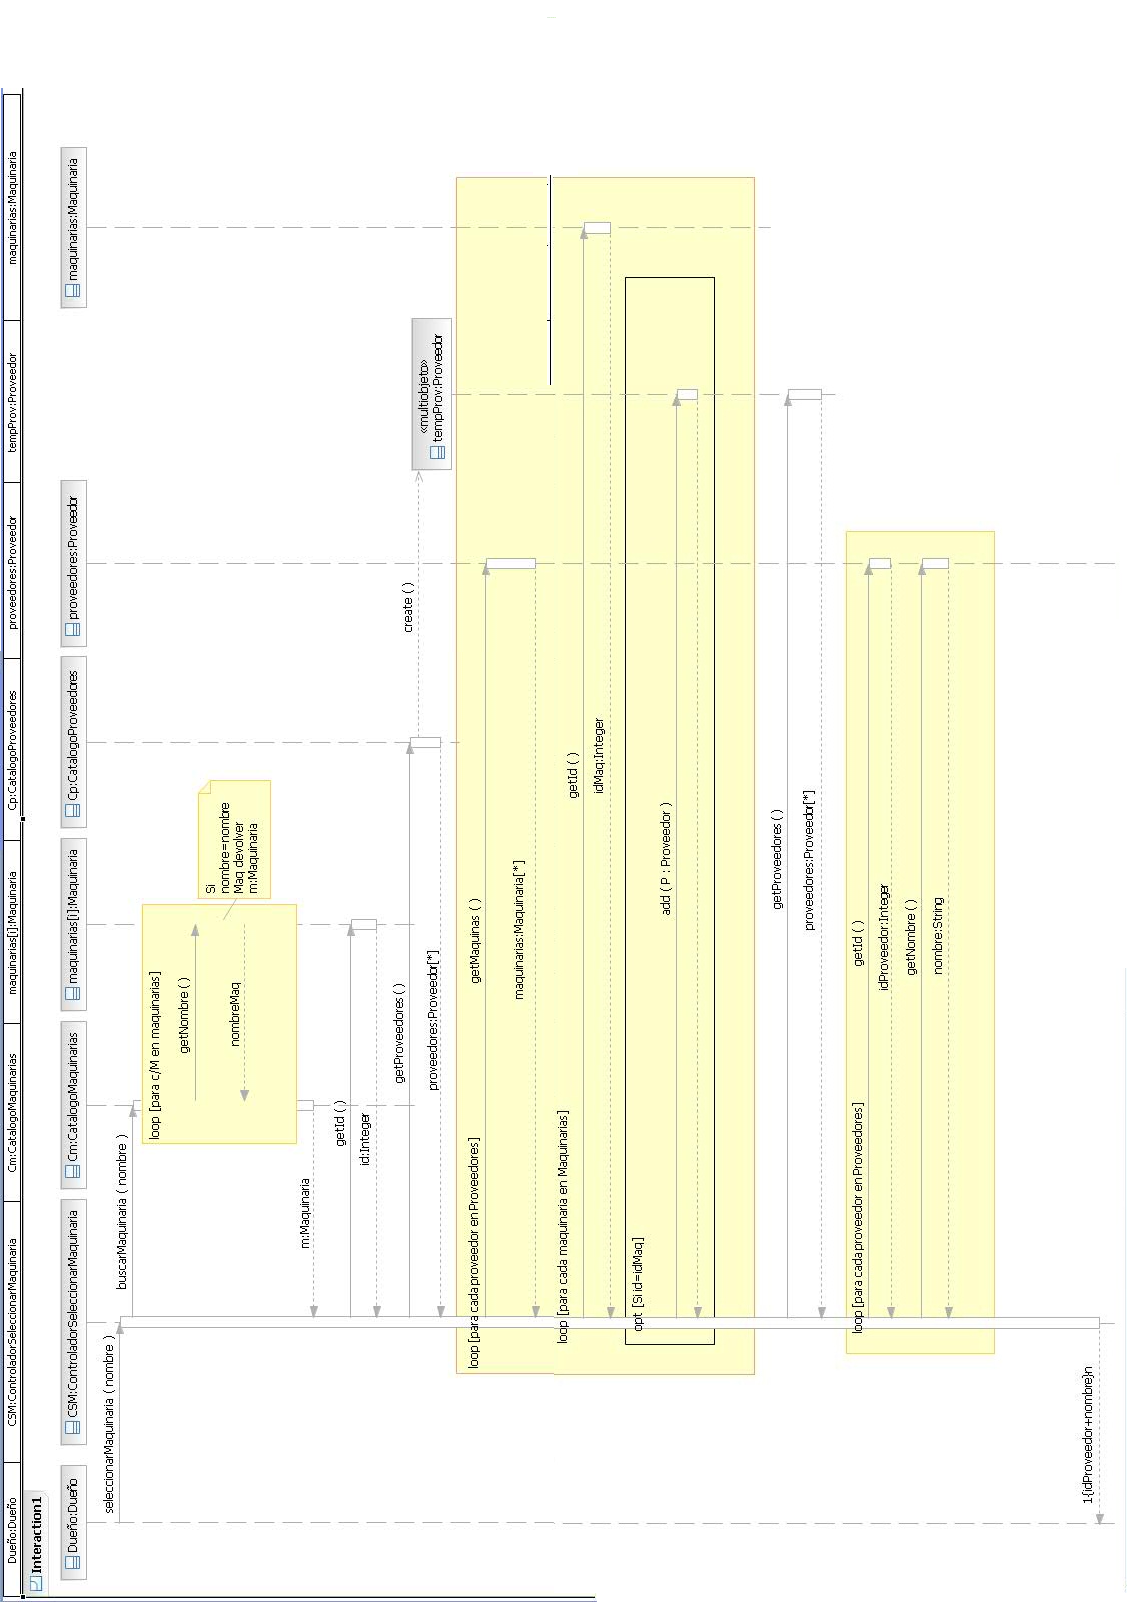 Dueño:Dueño
CSM:ControladorSeleccionarMaquinaria
Cm:CatalogoMaquinarias
maquinarias[i]:Maquinaria
Cp:CatalogoProveedores
proveedores:Proveedor
tempProv:Proveedor
maquinarias:Maquinaria
Interaction1
Dueño:Dueño
CSM:ControladorSeleccionarMaquinaria
Cm:CatalogoMaquinarias
maquinarias[i]:Maquinaria
Cp:CatalogoProveedores
proveedores:Proveedor
maquinarias:Maquinaria
seleccionarMaquinaria ( nombre )
buscarMaquinaria ( nombre )
loop [para c/M en maquinarias]
getNombre ( )
nombreMaq
Si
nombre=nombre
Maq devolver
m:Maquinaria
m:Maquinaria
getId ( )
id:Integer
getProveedores ( )
create ( )
«multiobjeto»
tempProv:Proveedor
proveedores:Proveedor[*]
loop [para cada proveedor en Proveedores]
getMaquinas ( )
maquinarias:Maquinaria[*]
loop [para cada maquinaria en Maquinarias]
getId ( )
idMaq:Integer
opt [Si id=idMaq]
add ( P : Proveedor )
getProveedores ( )
proveedores:Proveedor[*]
loop [para cada proveedor en Proveedores]
getId ( )
idProveedor:Integer
getNombre ( )
nombre:String
1{idProveedor+nombre}n